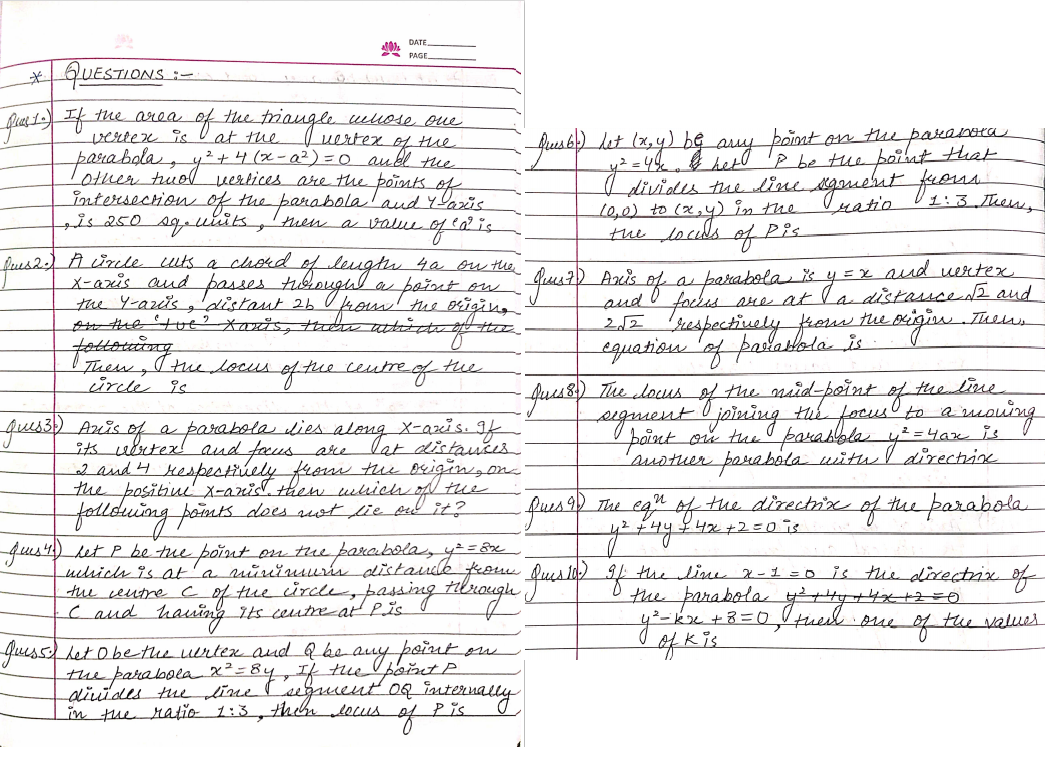 DATE
PAGE
* QUESTIONS :-
Ques1.) If the area of the triangle whose one
vertex is at the vertex of the
parabola, y² + 4(x-a²) = 0 and the
other two vertices are the points of
intersection of the parabola and Y-axis
, is 250 sq. units, then a value of 'a' is
Ques2.) A circle cuts a chord of length 4a on the
X-axis and passes through a point on
the Y-axis, distant 2b from the origin,
on the '+ve' X axis, then which of the
following
Then, the locus of the centre of the
circle is
Ques3.) Axis of a parabola lies along X-axis. If
its vertex and focus are at distances
2 and 4 respectively from the origin, on
the positive X-axis. then which of the
following points does not lie on it?
Ques4.) Let P be the point on the parabola, y² = 8x
which is at a minimum distance from
the centre C of the circle, passing through
C and having its centre at P. is
Ques5.) Let O be the vertex and Q be any point on
the parabola x² = 8y, If the point P
divides the line segment OQ internally
in the ratio 1:3, then locus of P is
Ques6.) Let (x,y) be any point on the parabola
y² = 4x. Let P be the point that
divides the line sgment from
(0,0) to (x,y) in the ratio 1:3. Then,
the locus of P is
Ques7.) Axis of a parabola is y = x and vertex
and focus are at a distance √2 and
2√2 respectively from the origin. Then,
equation of parabola is
Ques8.) The locus of the mid-point of the line
segment joining the focus to a moving
point on the parabola y² = 4ax is
another parabola with directrix
Ques9.) The eqⁿ of the directrix of the parabola
y² + 4y + 4x + 2 = 0 is
Ques10.) If the line x-1 = 0 is the directrix of
the parabola y² + 4y + 4x + 2 = 0
y² - kx + 8 = 0, then one of the values
of K is